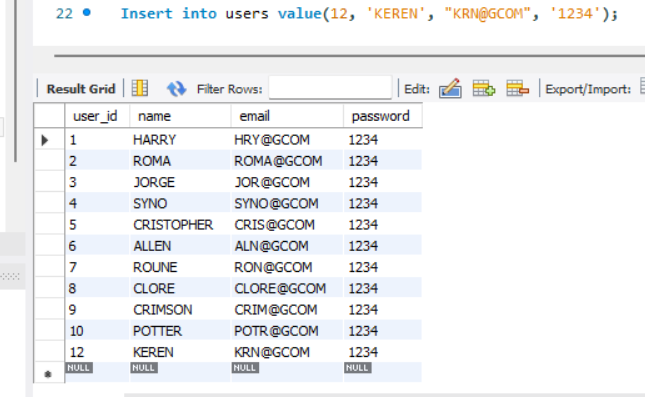 22 Insert into users value(12, 'KEREN', "KRN@GCOM", '1234');
Result Grid Filter Rows: Edit: Export/Import:
user_id name email password
1 HARRY HRY@GCOM 1234
2 ROMA ROMA@GCOM 1234
3 JORGE JOR@GCOM 1234
4 SYNO SYNO@GCOM 1234
5 CRISTOPHER CRIS@GCOM 1234
6 ALLEN ALN@GCOM 1234
7 ROUNE RON@GCOM 1234
8 CLORE CLORE@GCOM 1234
9 CRIMSON CRIM@GCOM 1234
10 POTTER POTR@GCOM 1234
12 KEREN KRN@GCOM 1234
NULL NULL NULL NULL